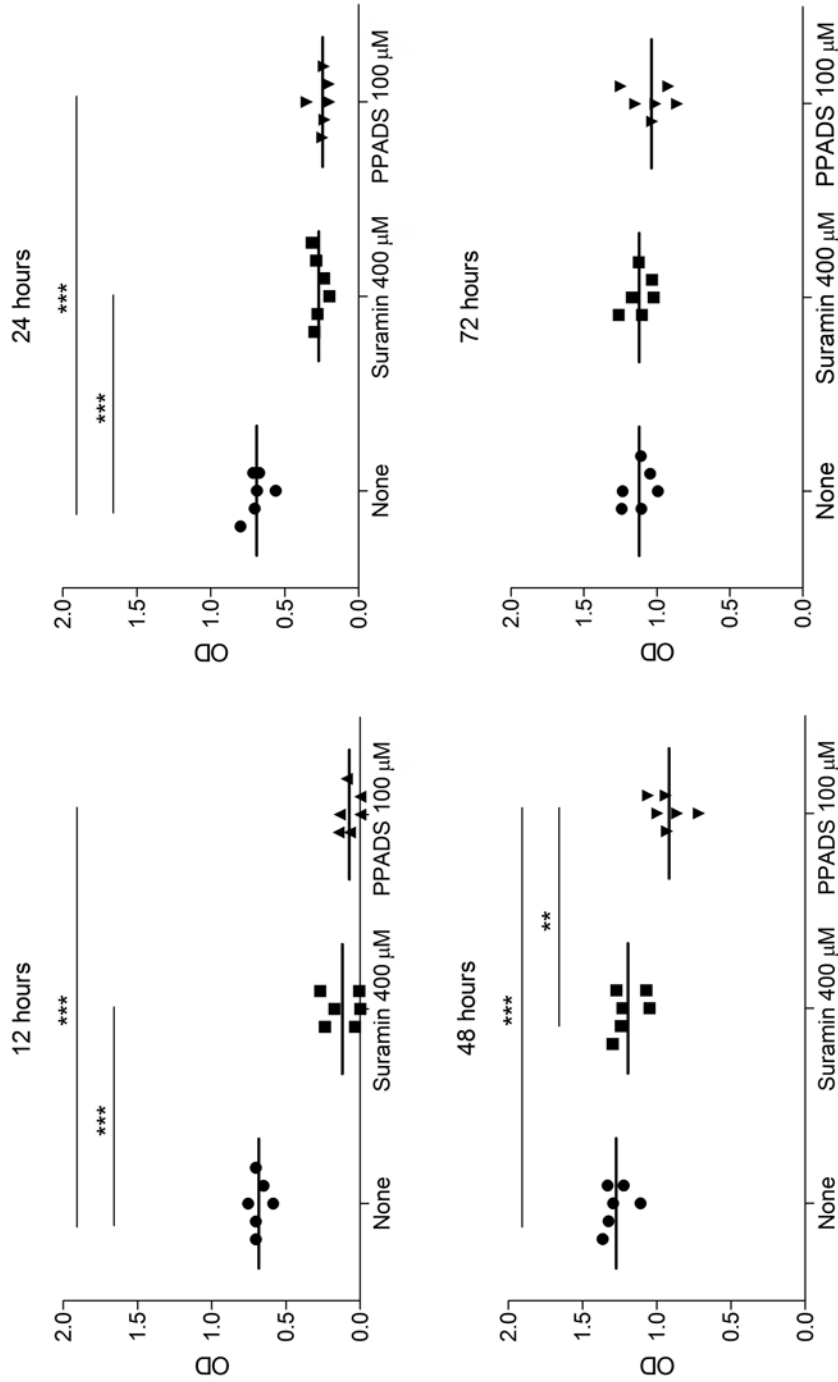 12 hours
***
***
2.0
1.5
1.0
0.5
0.0
OD
None
Suramin 400 µM
PPADS 100 µM
24 hours
***
***
2.0
1.5
1.0
0.5
0.0
OD
None
Suramin 400 µM
PPADS 100 µM
48 hours
***
**
2.0
1.5
1.0
0.5
0.0
OD
None
Suramin 400 µM
PPADS 100 µM
72 hours
2.0
1.5
1.0
0.5
0.0
OD
None
Suramin 400 µM
PPADS 100 µM